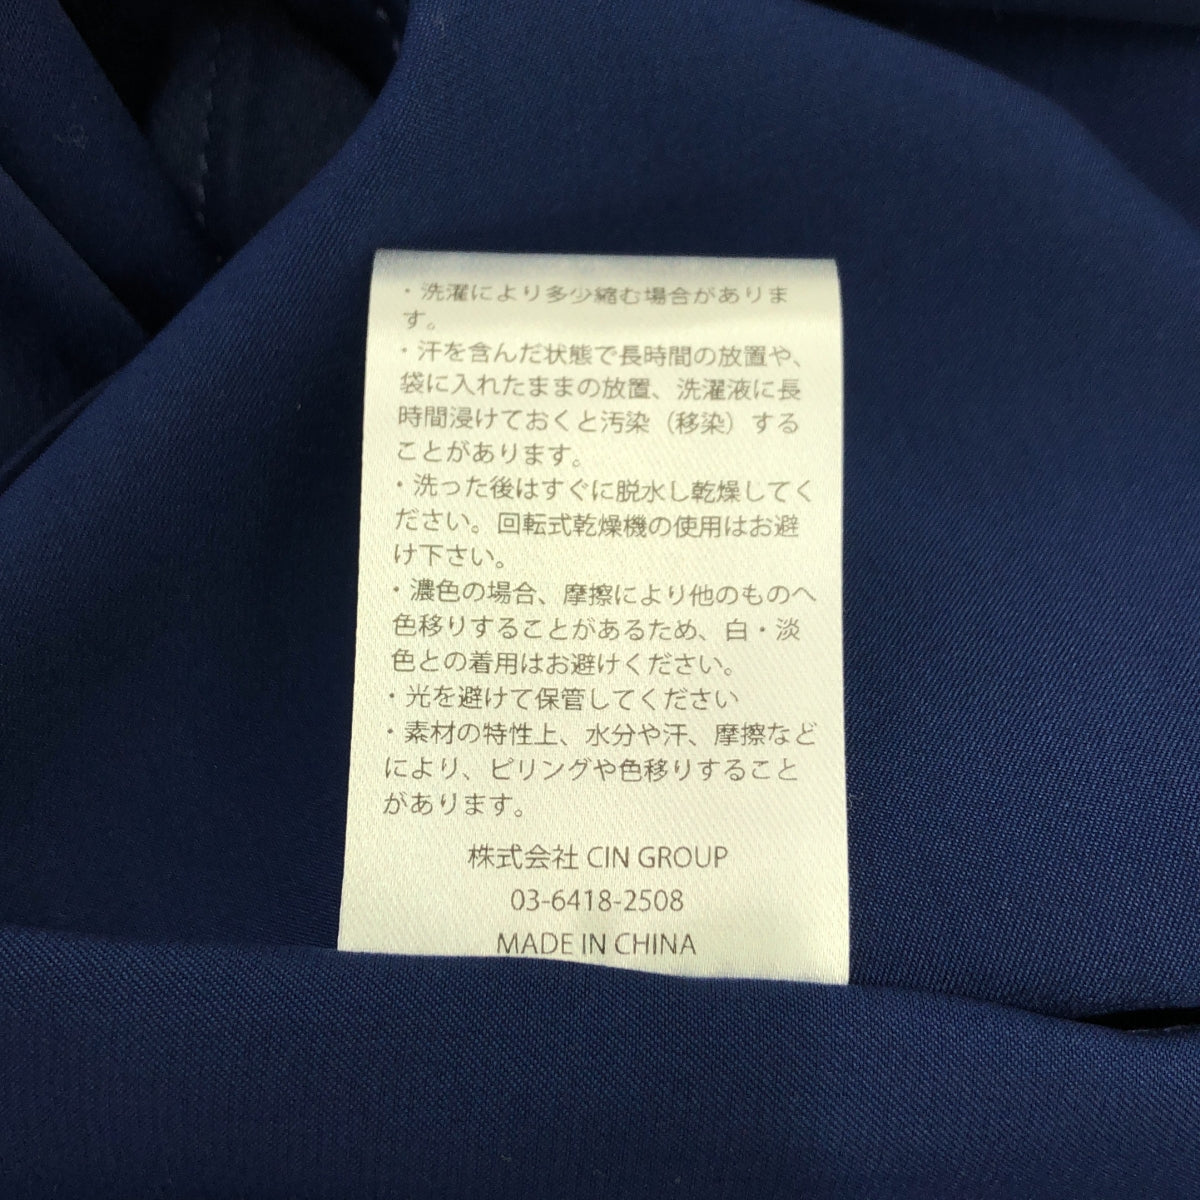 ・洗濯により多少縮む場合がありま
す。
・汗を含んだ状態で長時間の放置や、
袋に入れたままの放置、洗濯液に長
時間浸けておくと汚染（移染）する
ことがあります。
・洗った後はすぐに脱水し乾燥してく
ださい。回転式乾燥機の使用はお避
け下さい。
・濃色の場合、摩擦により他のものへ
色移りすることがあるため、白・淡
色との着用はお避けください。
・光を避けて保管してください
・素材の特性上、水分や汗、摩擦など
により、ピリングや色移りすること
があります。
株式会社 CIN GROUP
03-6418-2508
MADE IN CHINA